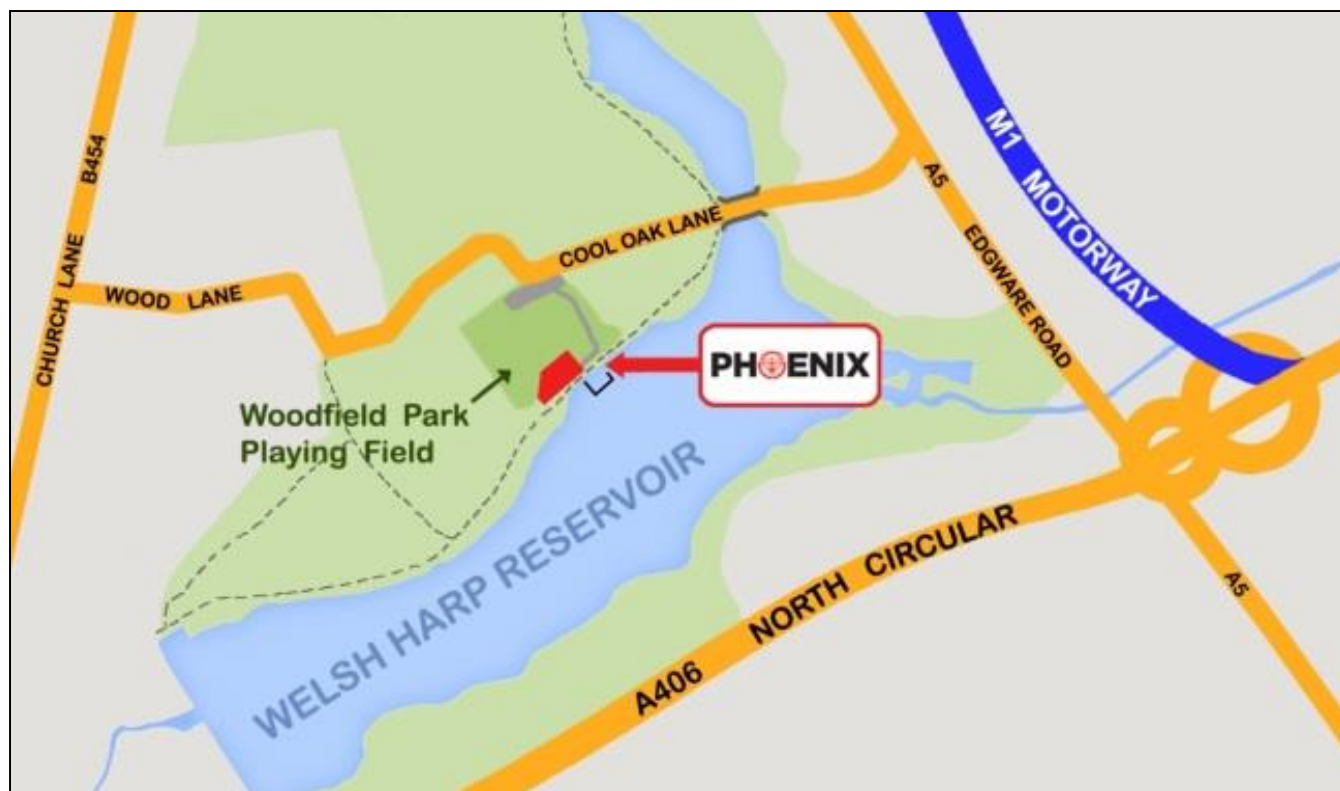 M1 MOTORWAY
CHURCH LANE B454
A5
EDGWARE ROAD
COOL OAK LANE
WOOD LANE
PHOENIX
Woodfield Park
Playing Field
WELSH HARP RESERVOIR
A406 NORTH CIRCULAR
A5